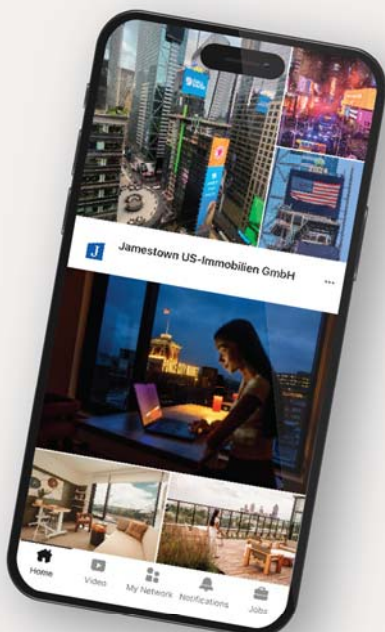 J
Jamestown US-Immobilien GmbH
Home
Video
My Network
Notifications
Jobs